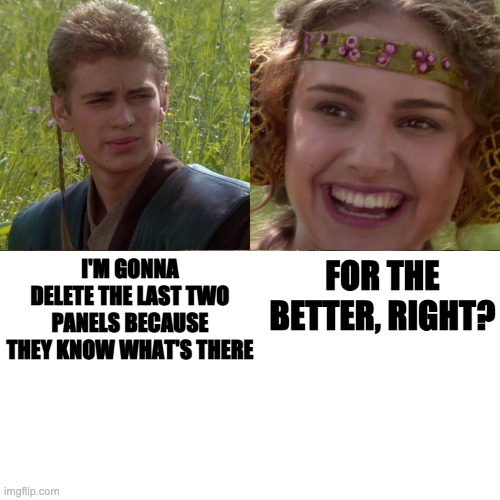 I'M GONNA
DELETE THE LAST TWO
PANELS BECAUSE
THEY KNOW WHAT'S THERE
FOR THE
BETTER, RIGHT?
imgflip.com